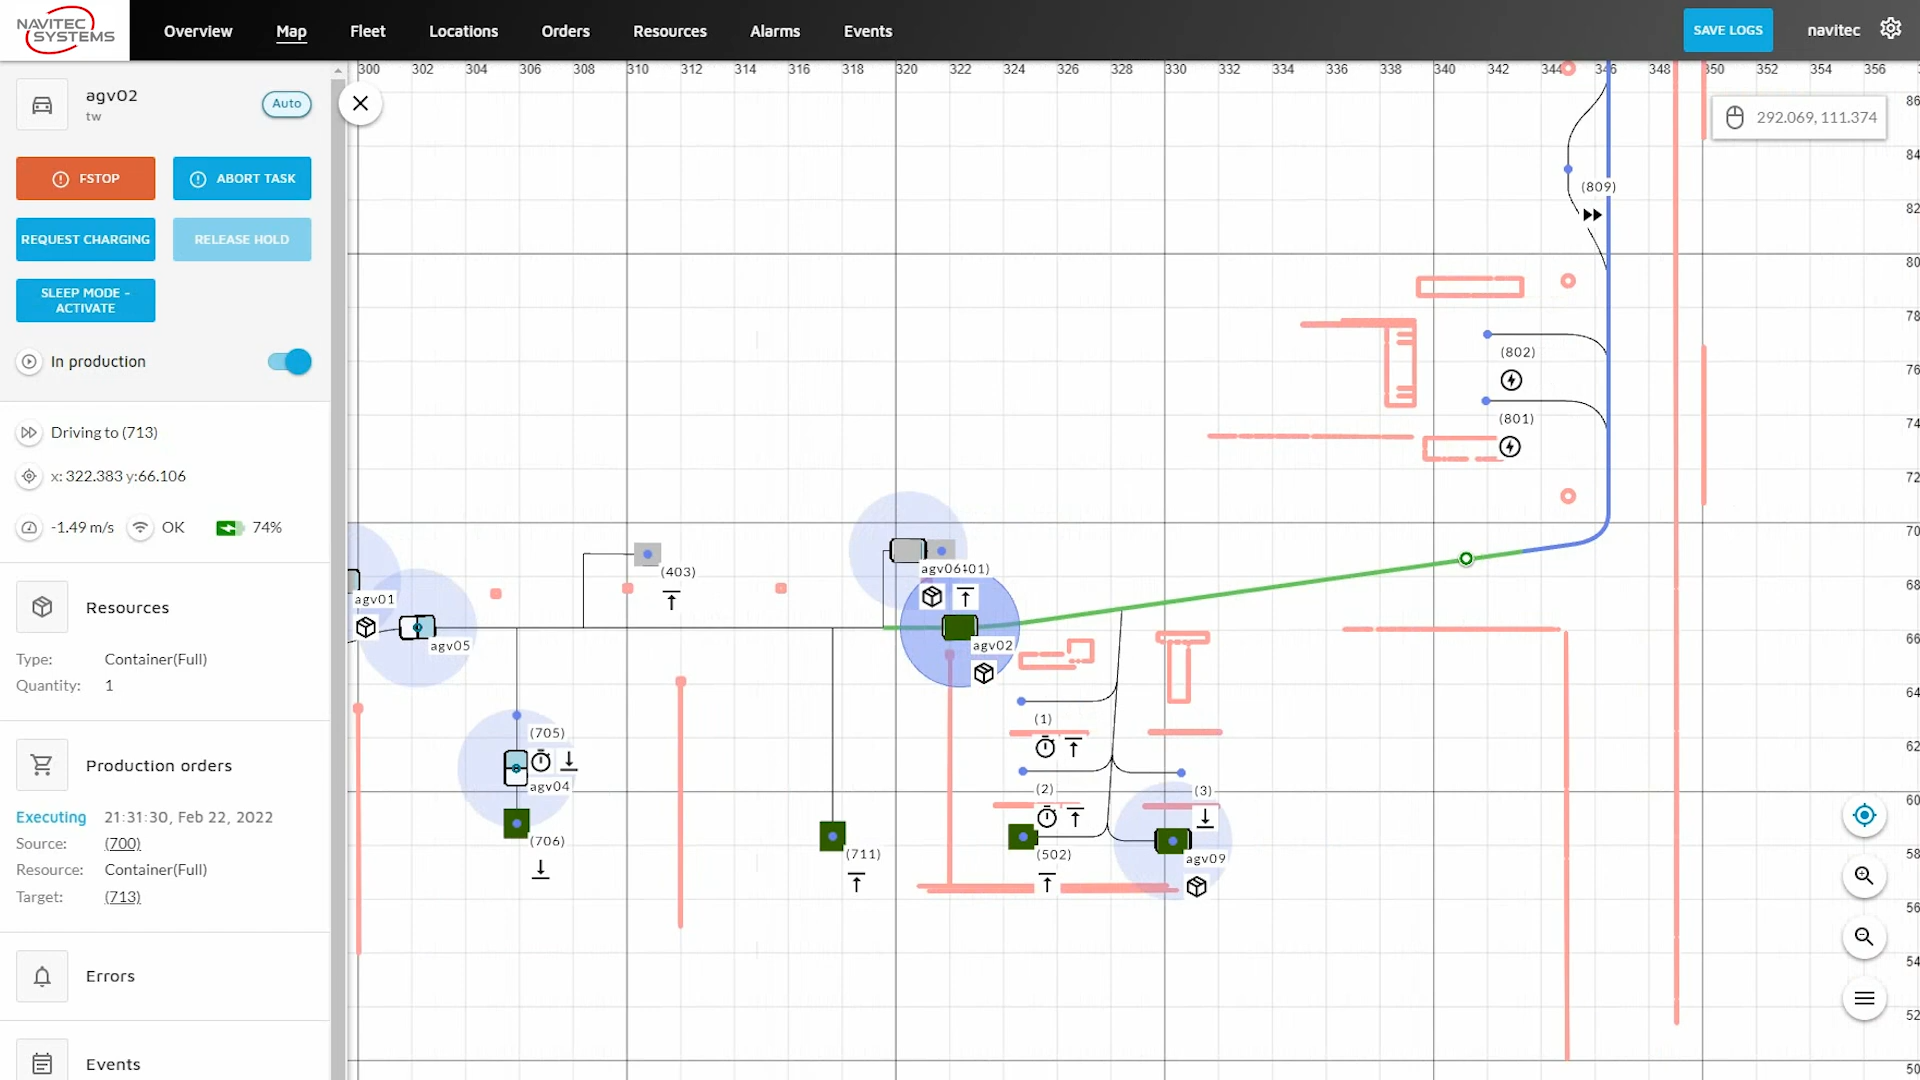 NAVITEC
SYSTEMS
Overview
Map
Fleet
Locations
Orders
Resources
Alarms
Events
SAVE LOGS
navitec
agv02
tw
Auto
FSTOP
ABORT TASK
REQUEST CHARGING
RELEASE HOLD
SLEEP MODE -
ACTIVATE
In production
Driving to (713)
x: 322.383 y:66.106
-1.49 m/s
OK
74%
Resources
Type: Container(Full)
Quantity: 1
Production orders
Executing 21:31:30, Feb 22, 2022
Source: (700)
Resource: Container(Full)
Target: (713)
Errors
Events
300 302 304 306 308 310 312 314 316 318 320 322 324 326 328 330 332 334 336 338 340 342 344 346 348 350 352 354 356
292.069, 111.374
86
84
82
80
78
76
74
72
70
68
66
64
62
60
58
56
54
52
50
(809)
(802)
(801)
(403)
agv06401)
agv01
agv05
agv02
(1)
(705)
agv04
(2)
(3)
(706)
(711)
(502)
agv09